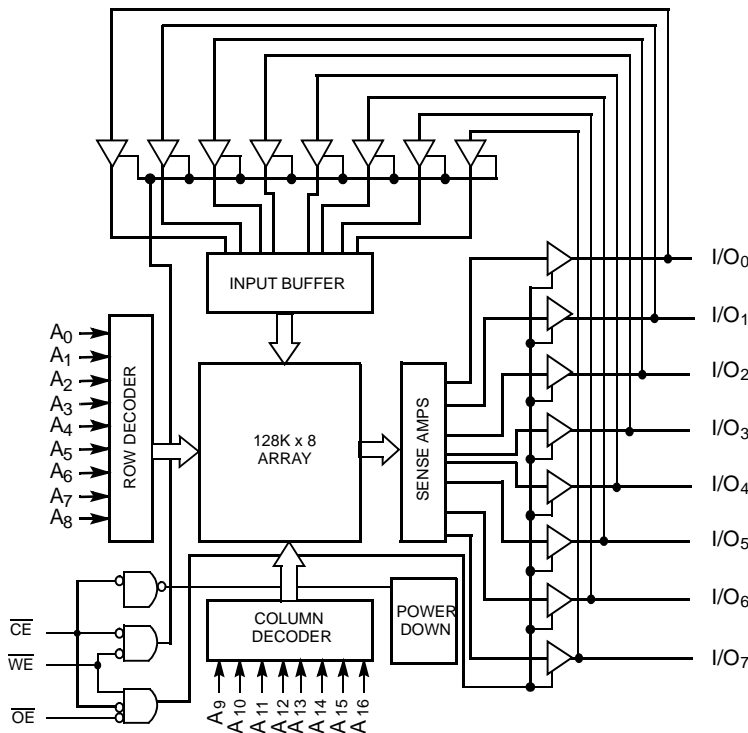 INPUT BUFFER
I/O0
I/O1
I/O2
I/O3
I/O4
I/O5
I/O6
I/O7
A0
A1
A2
A3
A4
A5
A6
A7
A8
ROW DECODER
128K x 8
ARRAY
SENSE AMPS
COLUMN
DECODER
POWER
DOWN
CE
WE
OE
A9
A10
A11
A12
A13
A14
A15
A16